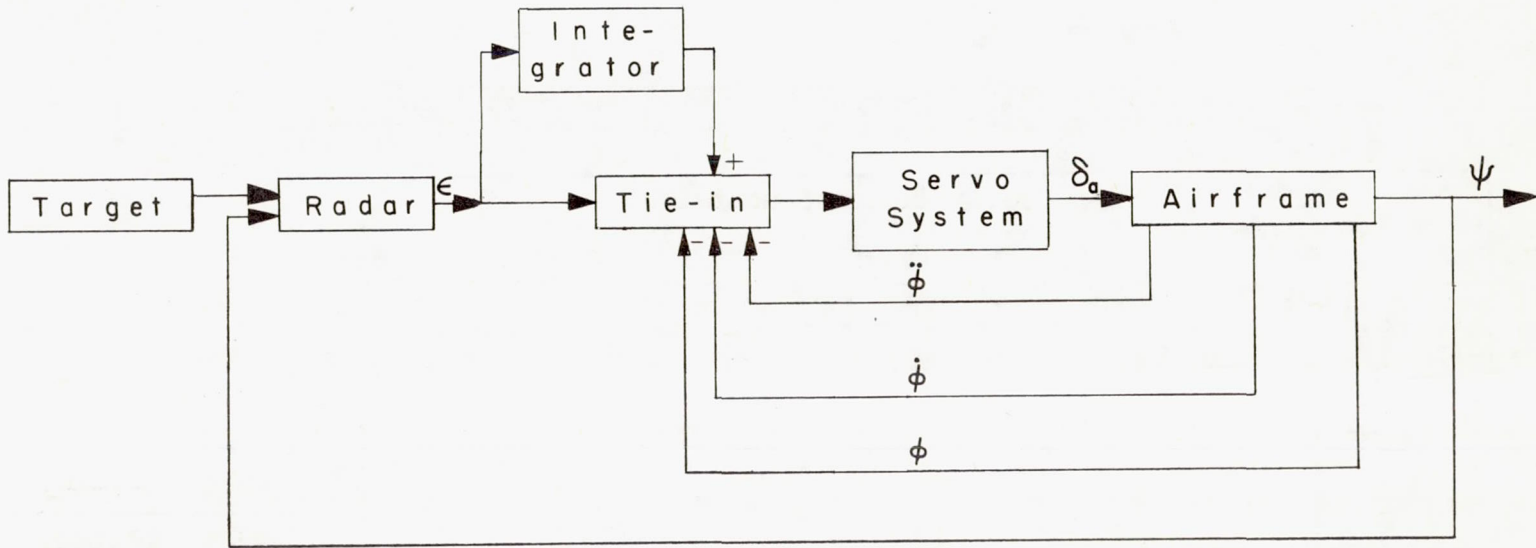 Inte-
grator
+
Target
Radar
ϵ
Tie-in
Servo
System
δa
Airframe
ψ
- - -
ϕ̈
ϕ̇
ϕ